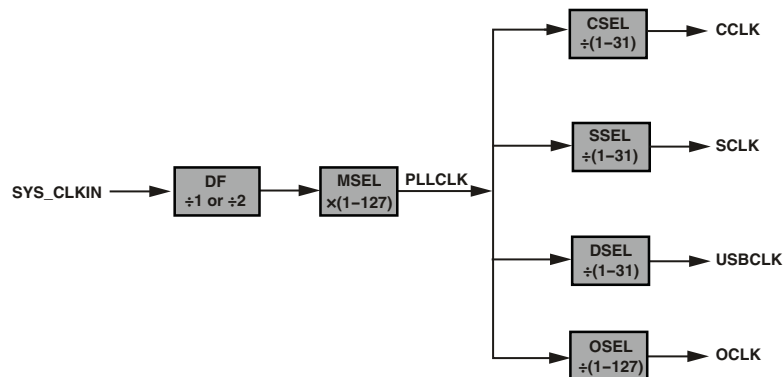 SYS_CLKIN
DF
÷1 or ÷2
MSEL
×(1–127)
PLLCLK
CSEL
÷(1–31)
CCLK
SSEL
÷(1–31)
SCLK
DSEL
÷(1–31)
USBCLK
OSEL
÷(1–127)
OCLK